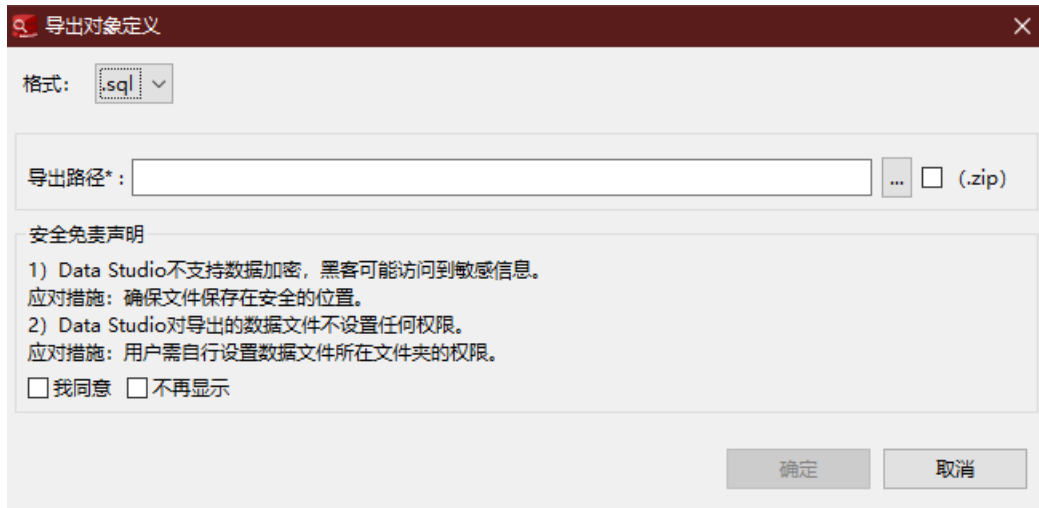 导出对象定义
格式： .sql
导出路径*： ... (.zip)
安全免责声明
1）Data Studio不支持数据加密，黑客可能访问到敏感信息。
应对措施：确保文件保存在安全的位置。
2）Data Studio对导出的数据文件不设置任何权限。
应对措施：用户需自行设置数据文件所在文件夹的权限。
我同意 不再显示
确定 取消